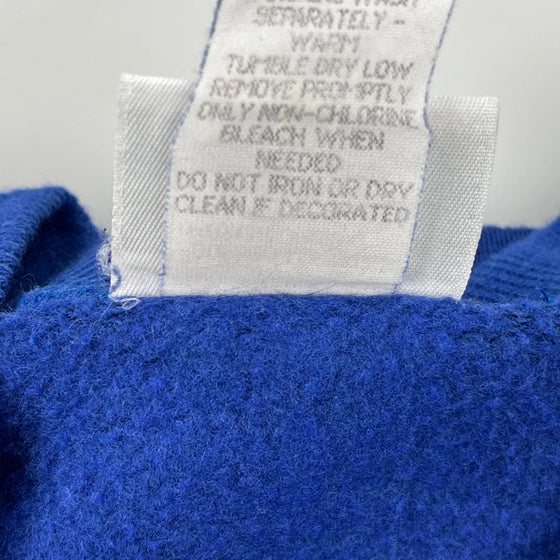 WASH
SEPARATELY -
WARM
TUMBLE DRY LOW
REMOVE PROMPTLY
ONLY NON-CHLORINE
BLEACH WHEN
NEEDED
DO NOT IRON OR DRY
CLEAN IF DECORATED